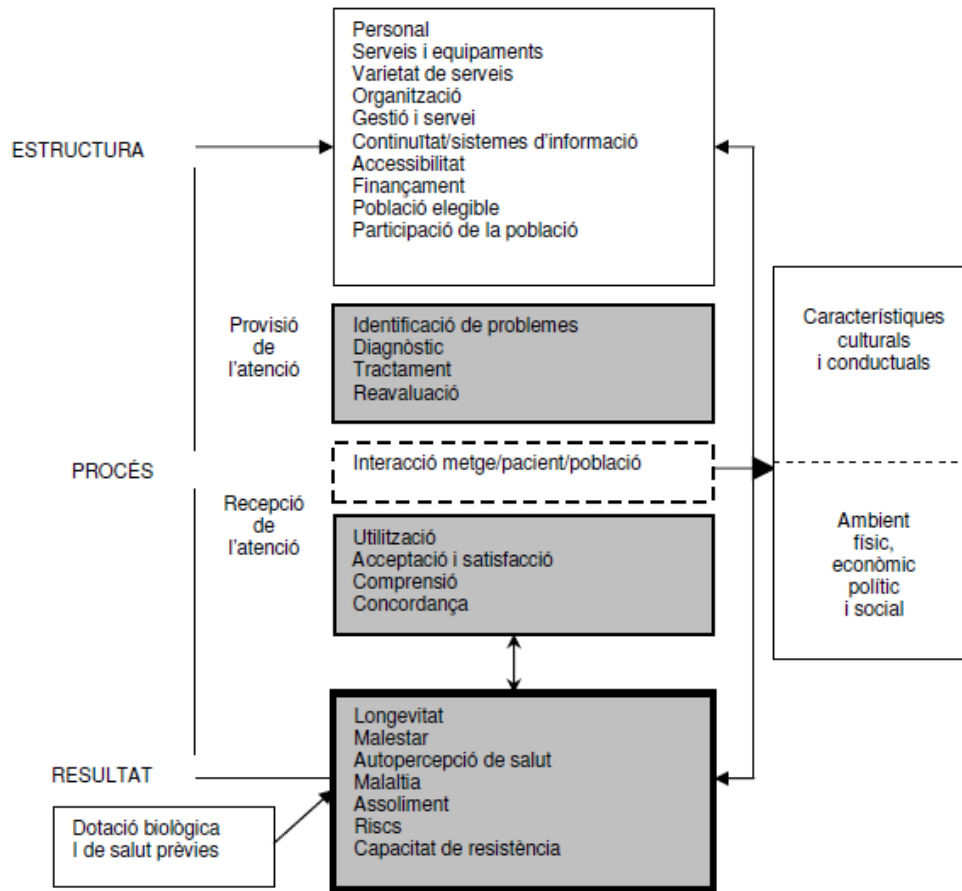 Personal
Serveis i equipaments
Varietat de serveis
Organització
Gestió i servei
Continuïtat/sistemes d'informació
Accessibilitat
Finançament
Població elegible
Participació de la població
ESTRUCTURA
Provisió
de
l'atenció
Identificació de problemes
Diagnòstic
Tractament
Reavaluació
Característiques
culturals
i conductuals
PROCÉS
Interacció metge/pacient/població
Recepció
de
l'atenció
Utilització
Acceptació i satisfacció
Comprensió
Concordança
Ambient
físic,
econòmic
polític
i social
RESULTAT
Longevitat
Malestar
Autopercepció de salut
Malaltia
Assoliment
Riscs
Capacitat de resistència
Dotació biològica
I de salut prèvies